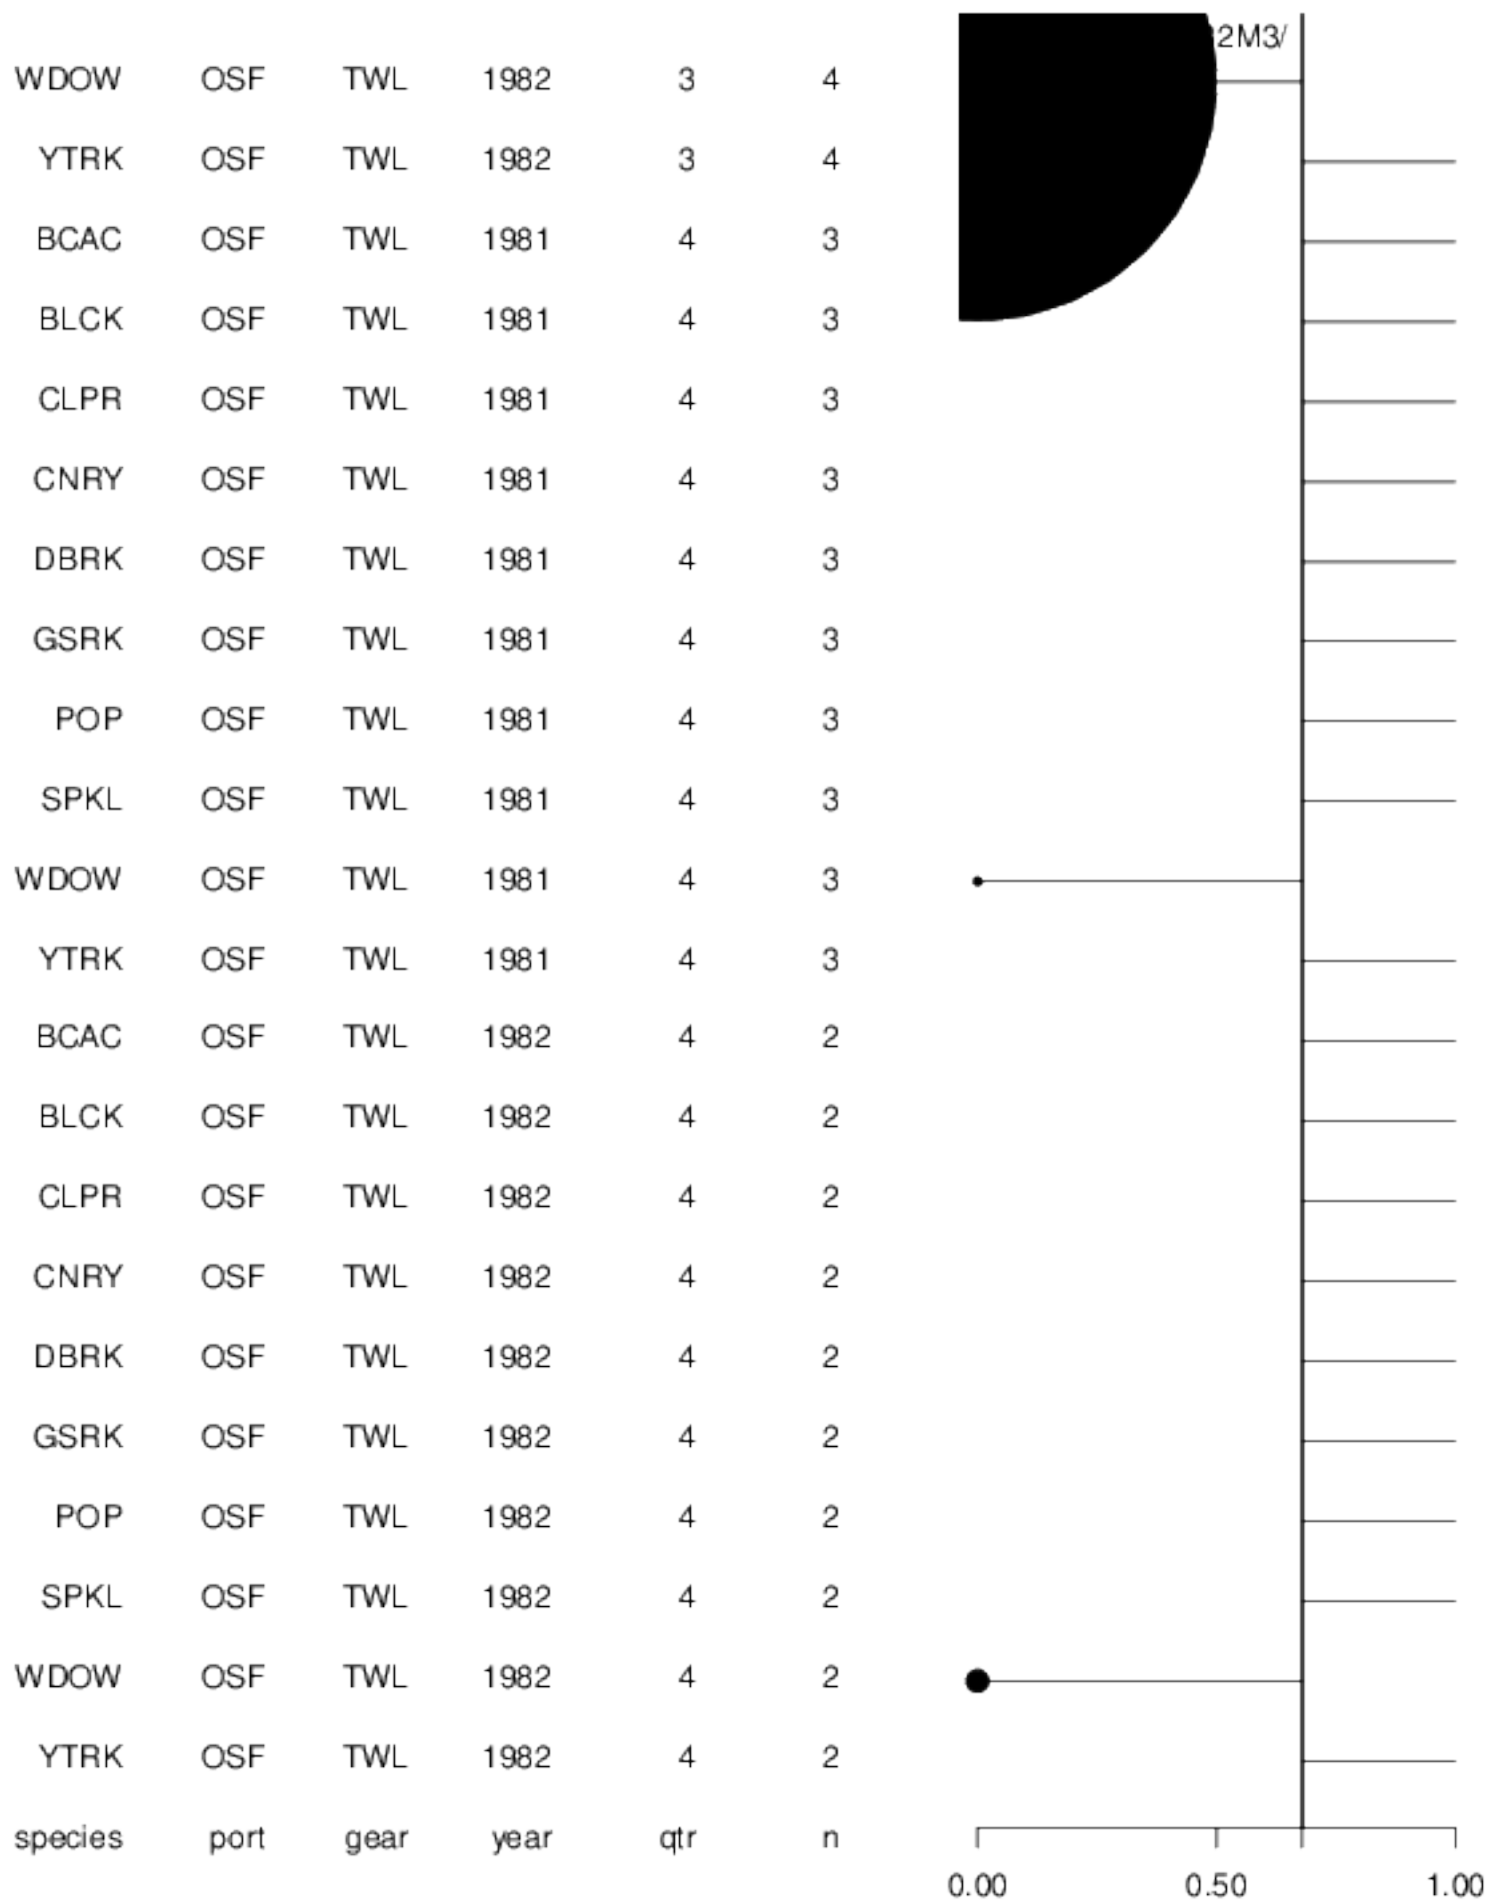 2M3/
WDOW OSF TWL 1982 3 4
YTRK OSF TWL 1982 3 4
BCAC OSF TWL 1981 4 3
BLCK OSF TWL 1981 4 3
CLPR OSF TWL 1981 4 3
CNRY OSF TWL 1981 4 3
DBRK OSF TWL 1981 4 3
GSRK OSF TWL 1981 4 3
POP OSF TWL 1981 4 3
SPKL OSF TWL 1981 4 3
WDOW OSF TWL 1981 4 3
YTRK OSF TWL 1981 4 3
BCAC OSF TWL 1982 4 2
BLCK OSF TWL 1982 4 2
CLPR OSF TWL 1982 4 2
CNRY OSF TWL 1982 4 2
DBRK OSF TWL 1982 4 2
GSRK OSF TWL 1982 4 2
POP OSF TWL 1982 4 2
SPKL OSF TWL 1982 4 2
WDOW OSF TWL 1982 4 2
YTRK OSF TWL 1982 4 2
species port gear year qtr n
0.00 0.50 1.00